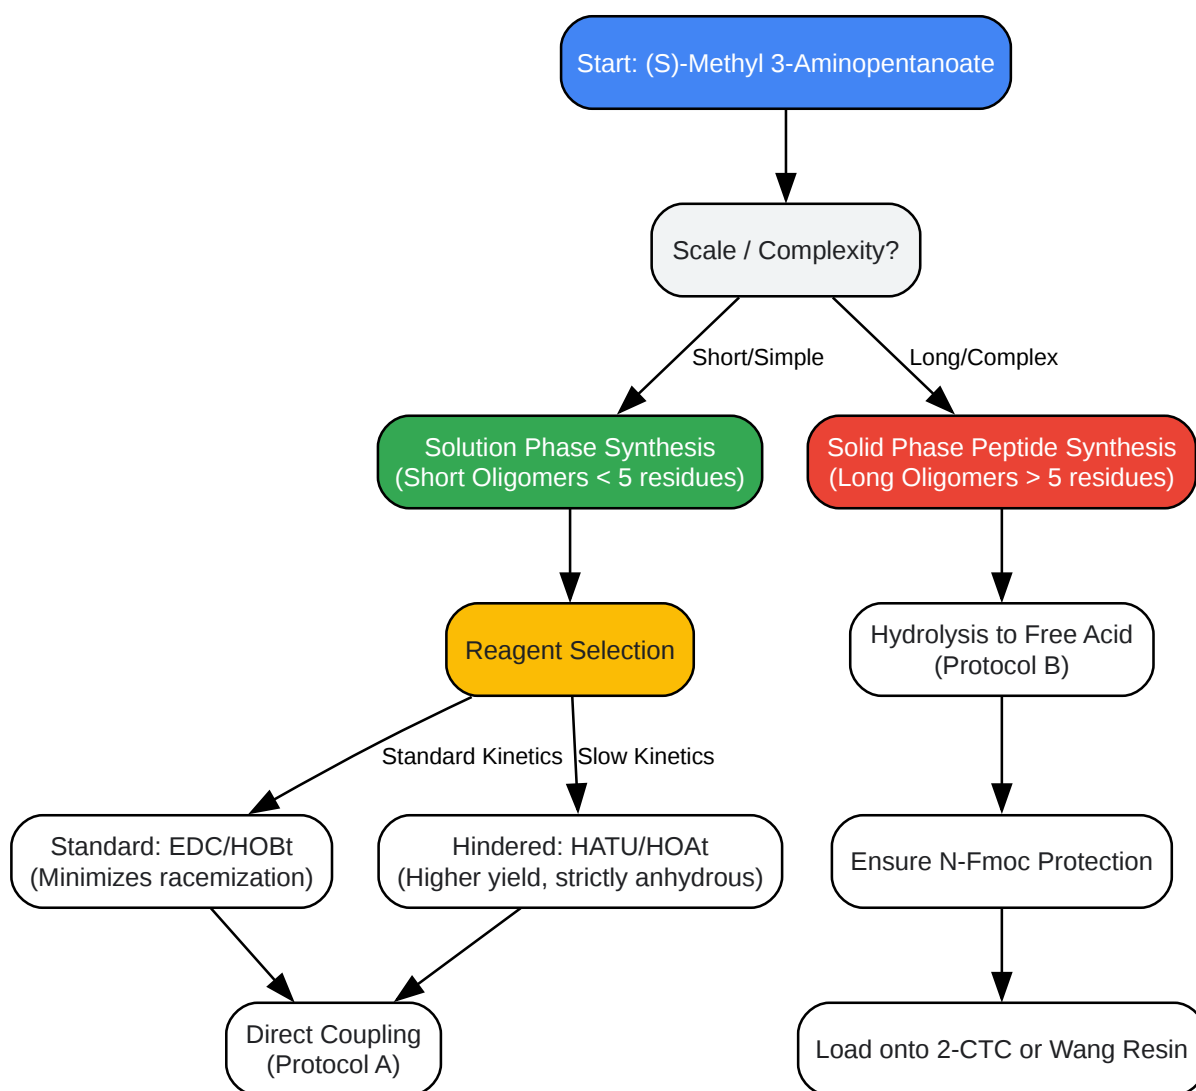 Start: (S)-Methyl 3-Aminopentanoate
Scale / Complexity?
Short/Simple
Long/Complex
Solution Phase Synthesis
(Short Oligomers < 5 residues)
Solid Phase Peptide Synthesis
(Long Oligomers > 5 residues)
Reagent Selection
Hydrolysis to Free Acid
(Protocol B)
Standard Kinetics
Slow Kinetics
Standard: EDC/HOBt
(Minimizes racemization)
Hindered: HATU/HOAt
(Higher yield, strictly anhydrous)
Ensure N-Fmoc Protection
Direct Coupling
(Protocol A)
Load onto 2-CTC or Wang Resin